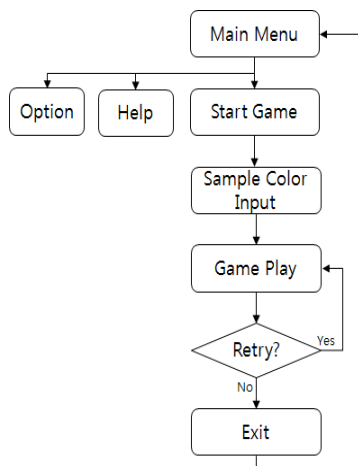 Main Menu
Option
Help
Start Game
Sample Color
Input
Game Play
Retry?
Yes
No
Exit